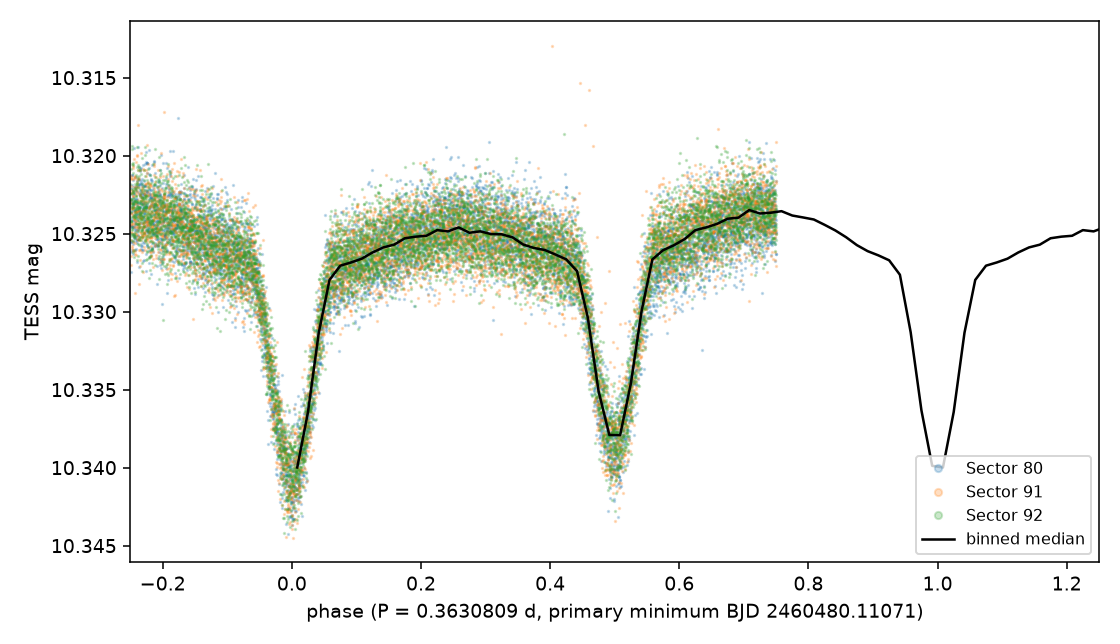 10.315
10.320
10.325
10.330
10.335
10.340
10.345
TESS mag
−0.2 0.0 0.2 0.4 0.6 0.8 1.0 1.2
phase (P = 0.3630809 d, primary minimum BJD 2460480.11071)
Sector 80
Sector 91
Sector 92
binned median